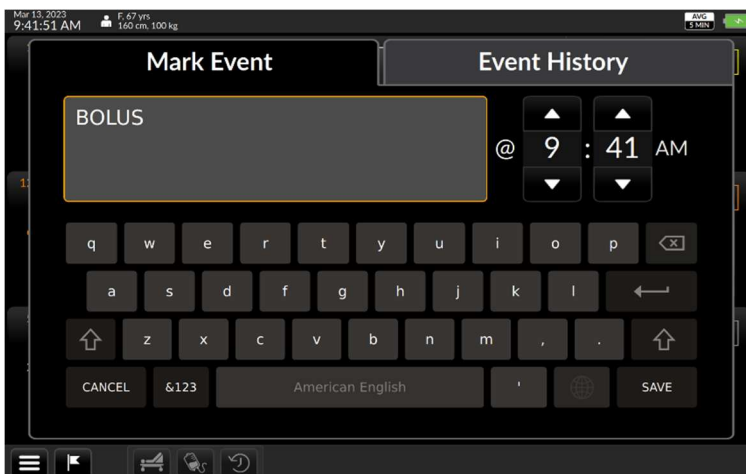 Mar 13, 2023
9:41:51 AM
F, 67 yrs
160 cm, 100 kg
AVG
5 MIN
Mark Event
Event History
BOLUS
@ 9 : 41 AM
q w e r t y u i o p
a s d f g h j k l
z x c v b n m , .
CANCEL &123 American English ' SAVE